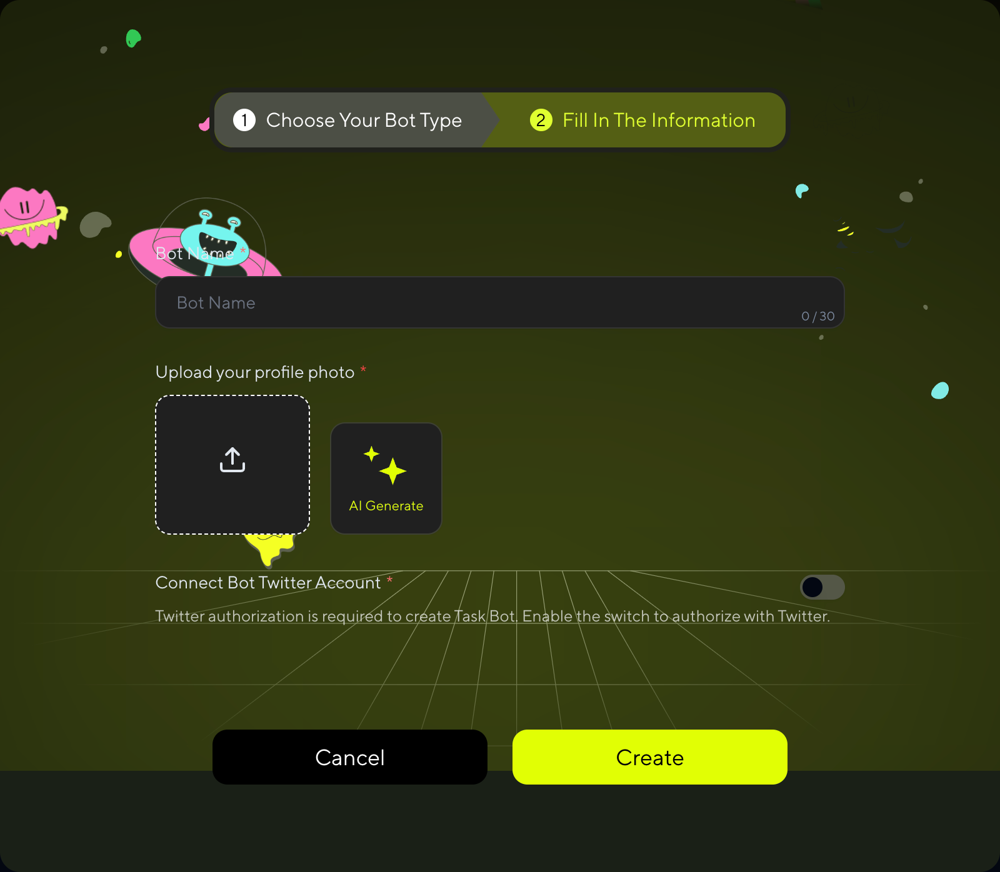 1 Choose Your Bot Type
2 Fill In The Information
Bot Name *
Bot Name
0 / 30
Upload your profile photo *
AI Generate
Connect Bot Twitter Account *
Twitter authorization is required to create Task Bot. Enable the switch to authorize with Twitter.
Cancel
Create